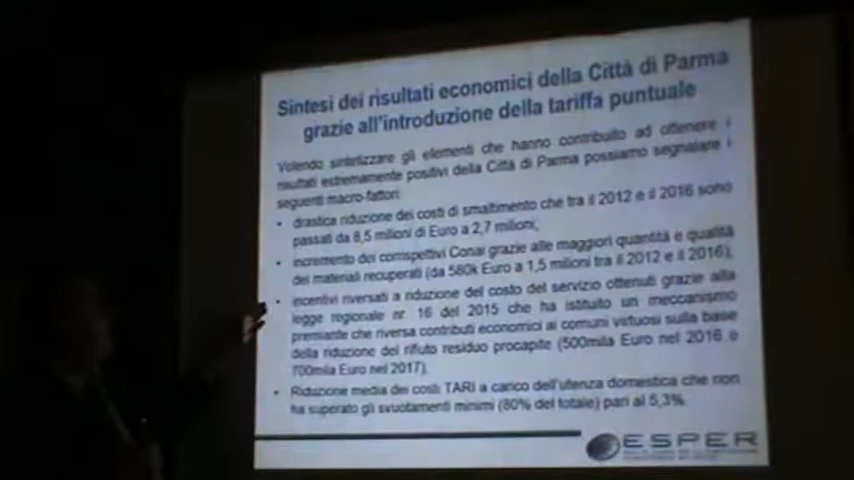 Sintesi dei risultati economici della Città di Parma
grazie all'introduzione della tariffa puntuale
Volendo sintetizzare gli elementi che hanno contribuito ad ottenere i
risultati estremamente positivi della Città di Parma possiamo segnalare i
seguenti macro-fattori:
• drastica riduzione dei costi di smaltimento che tra il 2012 e il 2016 sono
passati da 8,5 milioni di Euro a 2,7 milioni;
• incremento dei corrispettivi Conai grazie alle maggiori quantità e qualità
dei materiali recuperati (da 580k Euro a 1,5 milioni tra il 2012 e il 2016);
• incentivi riversati a riduzione del costo del servizio ottenuti grazie alla
legge regionale nr. 16 del 2015 che ha istituito un meccanismo
premiante che riversa contributi economici ai comuni virtuosi sulla base
della riduzione del rifiuto residuo procapite (500mila Euro nel 2016 e
700mila Euro nel 2017).
• Riduzione media dei costi TARI a carico dell'utenza domestica che non
ha superato gli svuotamenti minimi (80% del totale) pari al 5,3%.
ESPER